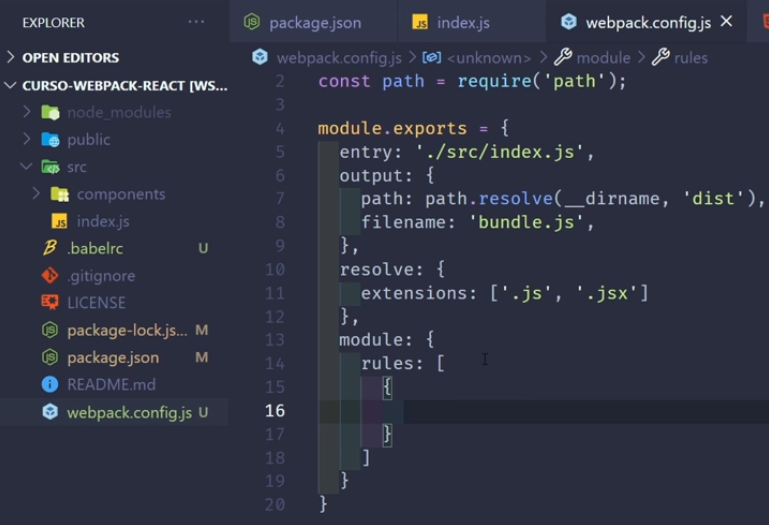 EXPLORER ...
package.json
index.js
webpack.config.js
OPEN EDITORS
CURSO-WEBPACK-REACT [WS...
node_modules
public
src
components
index.js
.babelrc U
.gitignore
LICENSE
package-lock.js... M
package.json M
README.md
webpack.config.js U
webpack.config.js > <unknown> > module > rules
2 const path = require('path');
3
4 module.exports = {
5 entry: './src/index.js',
6 output: {
7 path: path.resolve(__dirname, 'dist'),
8 filename: 'bundle.js',
9 },
10 resolve: {
11 extensions: ['.js', '.jsx']
12 },
13 module: {
14 rules: [
15 {
16
17 }
18 ]
19 }
20 }